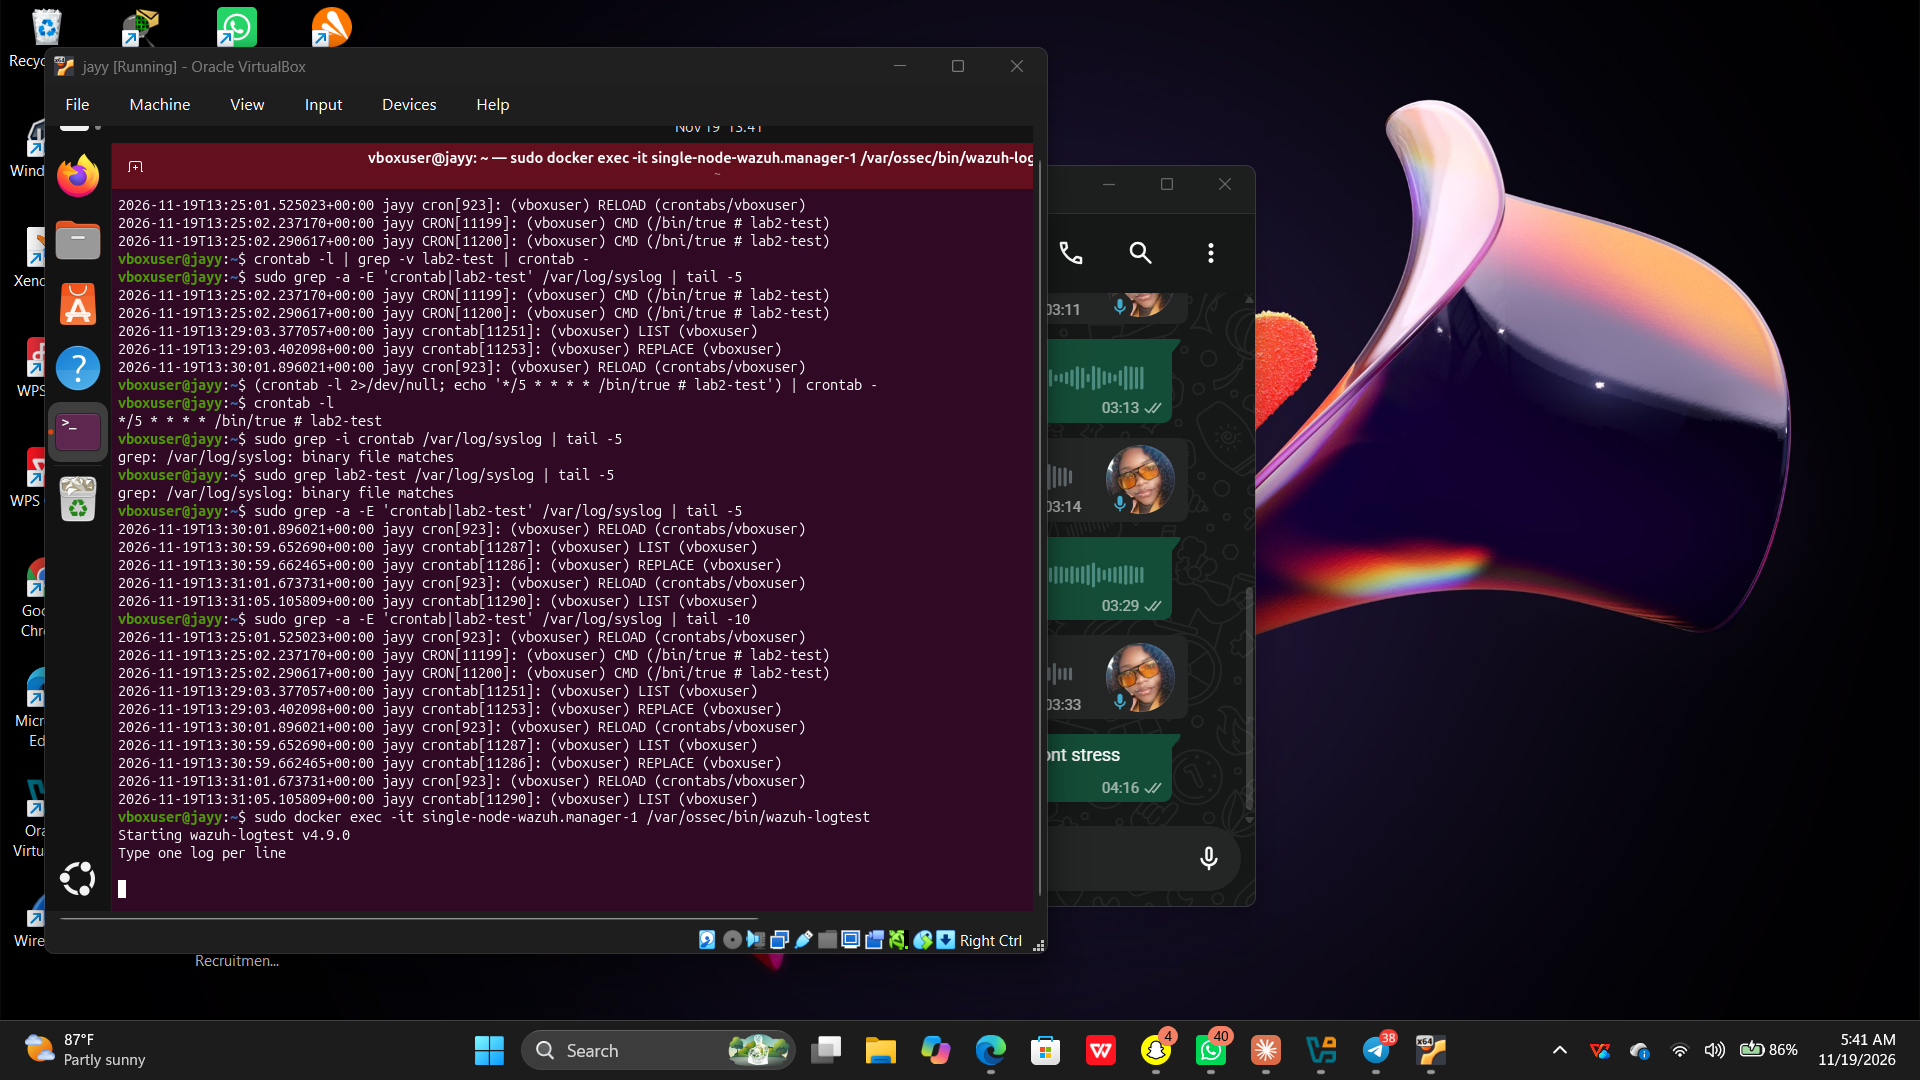 Recyc
Wind
Xeno
WPS
WPS
Goo
Chr
Micr
Ed
Ora
Virtu
Wire
Recruitmen...
jayy [Running] - Oracle VirtualBox
File Machine View Input Devices Help
Nov 19 13:41
vboxuser@jayy: ~ — sudo docker exec -it single-node-wazuh.manager-1 /var/ossec/bin/wazuh-log
~
2026-11-19T13:25:01.525023+00:00 jayy cron[923]: (vboxuser) RELOAD (crontabs/vboxuser)
2026-11-19T13:25:02.237170+00:00 jayy CRON[11199]: (vboxuser) CMD (/bin/true # lab2-test)
2026-11-19T13:25:02.290617+00:00 jayy CRON[11200]: (vboxuser) CMD (/bni/true # lab2-test)
vboxuser@jayy:~$ crontab -l | grep -v lab2-test | crontab -
vboxuser@jayy:~$ sudo grep -a -E 'crontab|lab2-test' /var/log/syslog | tail -5
2026-11-19T13:25:02.237170+00:00 jayy CRON[11199]: (vboxuser) CMD (/bin/true # lab2-test)
2026-11-19T13:25:02.290617+00:00 jayy CRON[11200]: (vboxuser) CMD (/bni/true # lab2-test)
2026-11-19T13:29:03.377057+00:00 jayy crontab[11251]: (vboxuser) LIST (vboxuser)
2026-11-19T13:29:03.402098+00:00 jayy crontab[11253]: (vboxuser) REPLACE (vboxuser)
2026-11-19T13:30:01.896021+00:00 jayy cron[923]: (vboxuser) RELOAD (crontabs/vboxuser)
vboxuser@jayy:~$ (crontab -l 2>/dev/null; echo '*/5 * * * * /bin/true # lab2-test') | crontab -
vboxuser@jayy:~$ crontab -l
*/5 * * * * /bin/true # lab2-test
vboxuser@jayy:~$ sudo grep -i crontab /var/log/syslog | tail -5
grep: /var/log/syslog: binary file matches
vboxuser@jayy:~$ sudo grep lab2-test /var/log/syslog | tail -5
grep: /var/log/syslog: binary file matches
vboxuser@jayy:~$ sudo grep -a -E 'crontab|lab2-test' /var/log/syslog | tail -5
2026-11-19T13:30:01.896021+00:00 jayy cron[923]: (vboxuser) RELOAD (crontabs/vboxuser)
2026-11-19T13:30:59.652690+00:00 jayy crontab[11287]: (vboxuser) LIST (vboxuser)
2026-11-19T13:30:59.662465+00:00 jayy crontab[11286]: (vboxuser) REPLACE (vboxuser)
2026-11-19T13:31:01.673731+00:00 jayy cron[923]: (vboxuser) RELOAD (crontabs/vboxuser)
2026-11-19T13:31:05.105809+00:00 jayy crontab[11290]: (vboxuser) LIST (vboxuser)
vboxuser@jayy:~$ sudo grep -a -E 'crontab|lab2-test' /var/log/syslog | tail -10
2026-11-19T13:25:01.525023+00:00 jayy cron[923]: (vboxuser) RELOAD (crontabs/vboxuser)
2026-11-19T13:25:02.237170+00:00 jayy CRON[11199]: (vboxuser) CMD (/bin/true # lab2-test)
2026-11-19T13:25:02.290617+00:00 jayy CRON[11200]: (vboxuser) CMD (/bni/true # lab2-test)
2026-11-19T13:29:03.377057+00:00 jayy crontab[11251]: (vboxuser) LIST (vboxuser)
2026-11-19T13:29:03.402098+00:00 jayy crontab[11253]: (vboxuser) REPLACE (vboxuser)
2026-11-19T13:30:01.896021+00:00 jayy cron[923]: (vboxuser) RELOAD (crontabs/vboxuser)
2026-11-19T13:30:59.652690+00:00 jayy crontab[11287]: (vboxuser) LIST (vboxuser)
2026-11-19T13:30:59.662465+00:00 jayy crontab[11286]: (vboxuser) REPLACE (vboxuser)
2026-11-19T13:31:01.673731+00:00 jayy cron[923]: (vboxuser) RELOAD (crontabs/vboxuser)
2026-11-19T13:31:05.105809+00:00 jayy crontab[11290]: (vboxuser) LIST (vboxuser)
vboxuser@jayy:~$ sudo docker exec -it single-node-wazuh.manager-1 /var/ossec/bin/wazuh-logtest
Starting wazuh-logtest v4.9.0
Type one log per line
Right Ctrl
03:11
03:13
03:14
03:29
03:33
ont stress
04:16
87°F
Partly sunny
Search
4
40
38
x64
86%
5:41 AM
11/19/2026